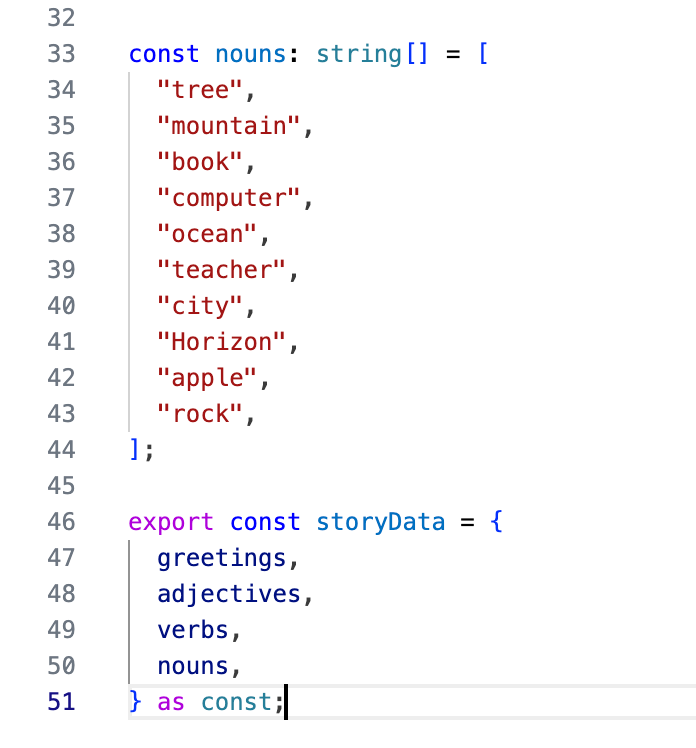 32
33 const nouns: string[] = [
34 "tree",
35 "mountain",
36 "book",
37 "computer",
38 "ocean",
39 "teacher",
40 "city",
41 "Horizon",
42 "apple",
43 "rock",
44 ];
45
46 export const storyData = {
47 greetings,
48 adjectives,
49 verbs,
50 nouns,
51 } as const;